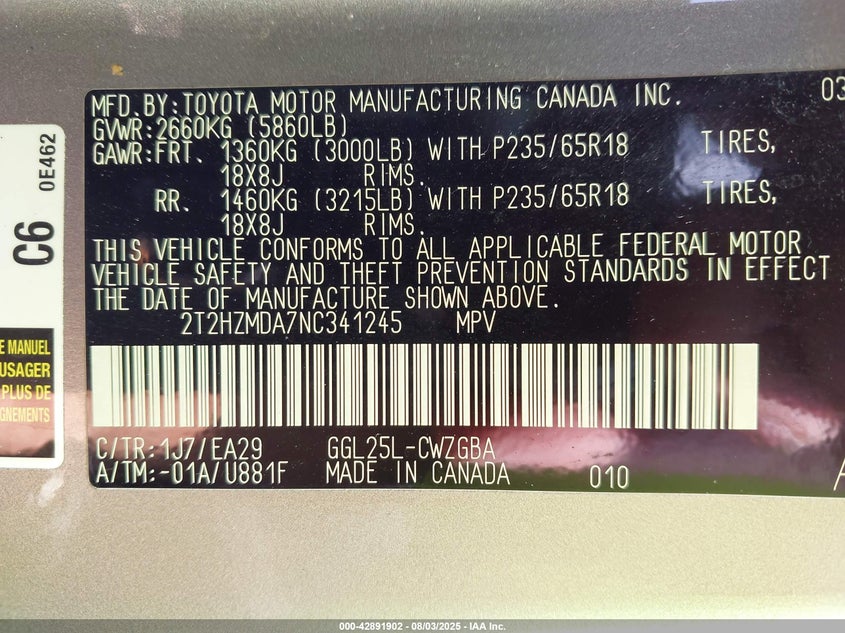 MFD.BY:TOYOTA MOTOR MANUFACTURING CANADA INC. 03
GVWR:2660KG (5860LB)
GAWR:FRT. 1360KG (3000LB) WITH P235/65R18 TIRES,
18X8J RIMS.
RR. 1460KG (3215LB) WITH P235/65R18 TIRES,
18X8J RIMS.
THIS VEHICLE CONFORMS TO ALL APPLICABLE FEDERAL MOTOR
VEHICLE SAFETY AND THEFT PREVENTION STANDARDS IN EFFECT
THE DATE OF MANUFACTURE SHOWN ABOVE.
2T2HZMDA7NC341245 MPV
C/TR:1J7/EA29 GGL25L-CWZGBA
A/TM:-01A/U881F MADE IN CANADA 010 A
C6
0E462
E MANUEL
USAGER
PLUS DE
GNEMENTS
000-42891902 - 08/03/2025 - IAA Inc.